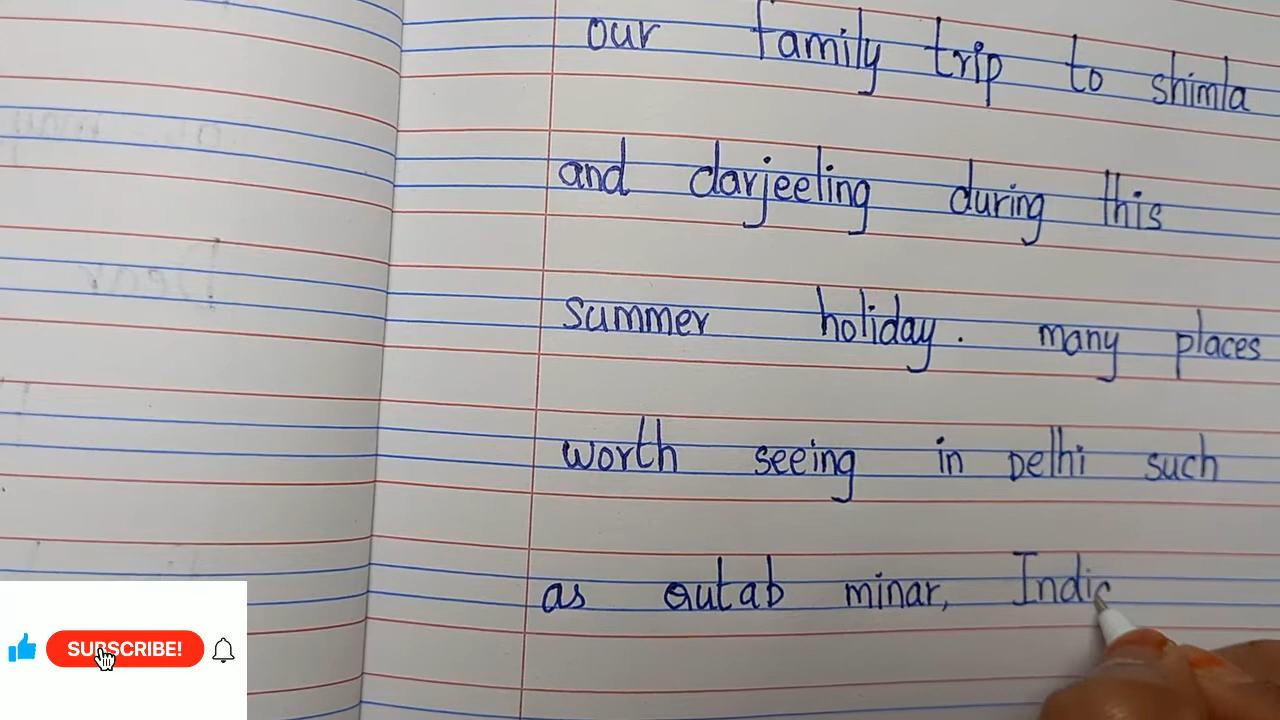 our family trip to shimla
and darjeeling during this
summer holiday. many places
worth seeing in Delhi such
as Qutab minar, Indic
SUBSCRIBE!